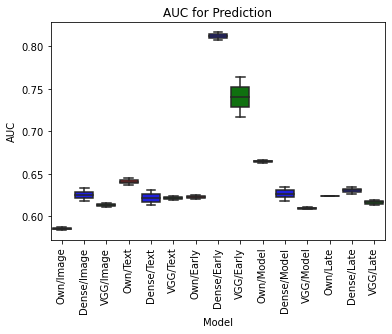 AUC for Prediction
AUC
0.80
0.75
0.70
0.65
0.60
Own/Image
Dense/Image
VGG/Image
Own/Text
Dense/Text
VGG/Text
Own/Early
Dense/Early
VGG/Early
Own/Model
Dense/Model
VGG/Model
Own/Late
Dense/Late
VGG/Late
Model